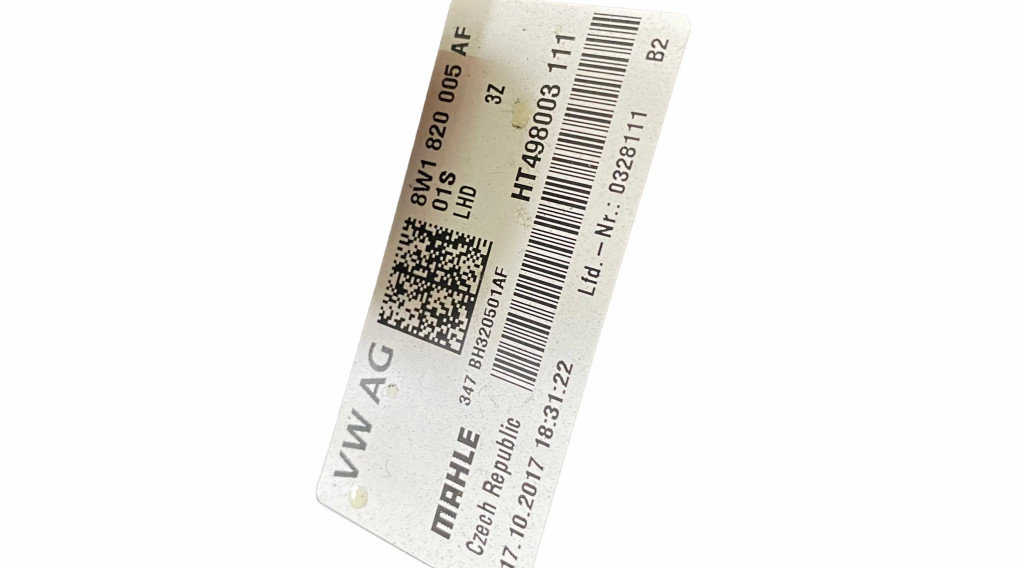 VW AG
8W1 820 005 AF
01S
LHD
3Z
347 BH320501AF
HT498003 111
MAHLE
Czech Republic
17.10.2017 18:31:22
Lfd.-Nr.: 0328111
B2